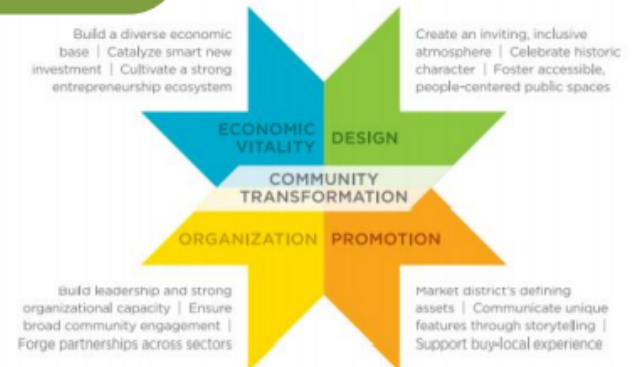 Build a diverse economic
base | Catalyze smart new
investment | Cultivate a strong
entrepreneurship ecosystem
Create an inviting, inclusive
atmosphere | Celebrate historic
character | Foster accessible,
people-centered public spaces
ECONOMIC
VITALITY
DESIGN
COMMUNITY
TRANSFORMATION
ORGANIZATION
PROMOTION
Build leadership and strong
organizational capacity | Ensure
broad community engagement |
Forge partnerships across sectors
Market district's defining
assets | Communicate unique
features through storytelling |
Support buy-local experience